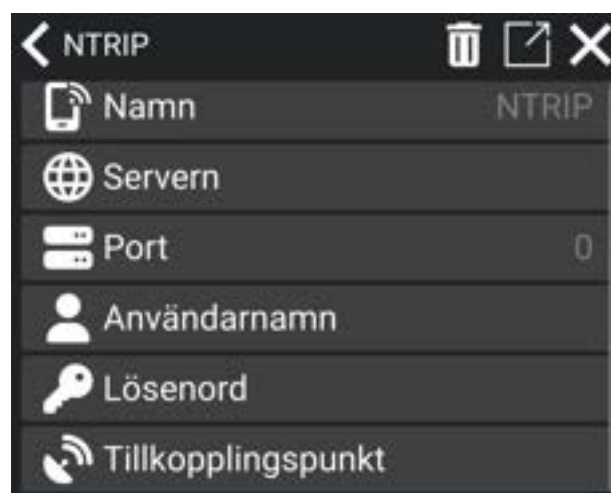 NTRIP
Namn NTRIP
Servern
Port 0
Användarnamn
Lösenord
Tillkopplingspunkt